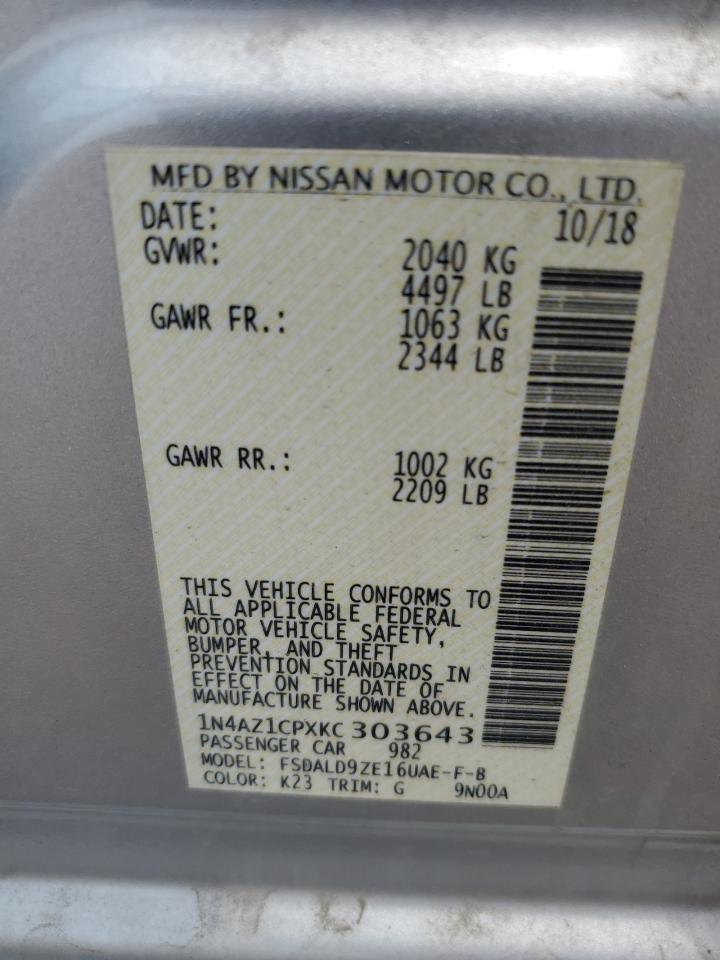 MFD BY NISSAN MOTOR CO., LTD.
DATE: 10/18
GVWR: 2040 KG
4497 LB
GAWR FR.: 1063 KG
2344 LB
GAWR RR.: 1002 KG
2209 LB
THIS VEHICLE CONFORMS TO
ALL APPLICABLE FEDERAL
MOTOR VEHICLE SAFETY,
BUMPER, AND THEFT
PREVENTION STANDARDS IN
EFFECT ON THE DATE OF
MANUFACTURE SHOWN ABOVE.
1N4AZ1CPXKC 303643
PASSENGER CAR 982
MODEL: FSDALD9ZE16UAE-F-B
COLOR: K23 TRIM: G 9N00A